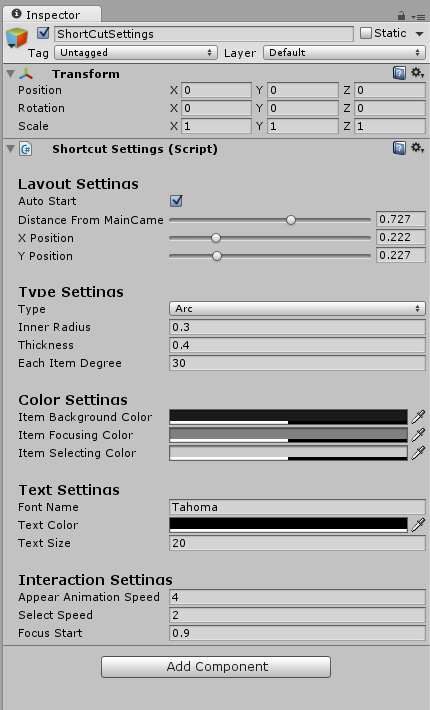 Inspector
ShortCutSettings Static
Tag Untagged Layer Default
Transform
Position X 0 Y 0 Z 0
Rotation X 0 Y 0 Z 0
Scale X 1 Y 1 Z 1
Shortcut Settings (Script)
Layout Settings
Auto Start
Distance From MainCame 0.727
X Position 0.222
Y Position 0.227
Type Settings
Type Arc
Inner Radius 0.3
Thickness 0.4
Each Item Degree 30
Color Settings
Item Background Color
Item Focusing Color
Item Selecting Color
Text Settings
Font Name Tahoma
Text Color
Text Size 20
Interaction Settings
Appear Animation Speed 4
Select Speed 2
Focus Start 0.9
Add Component